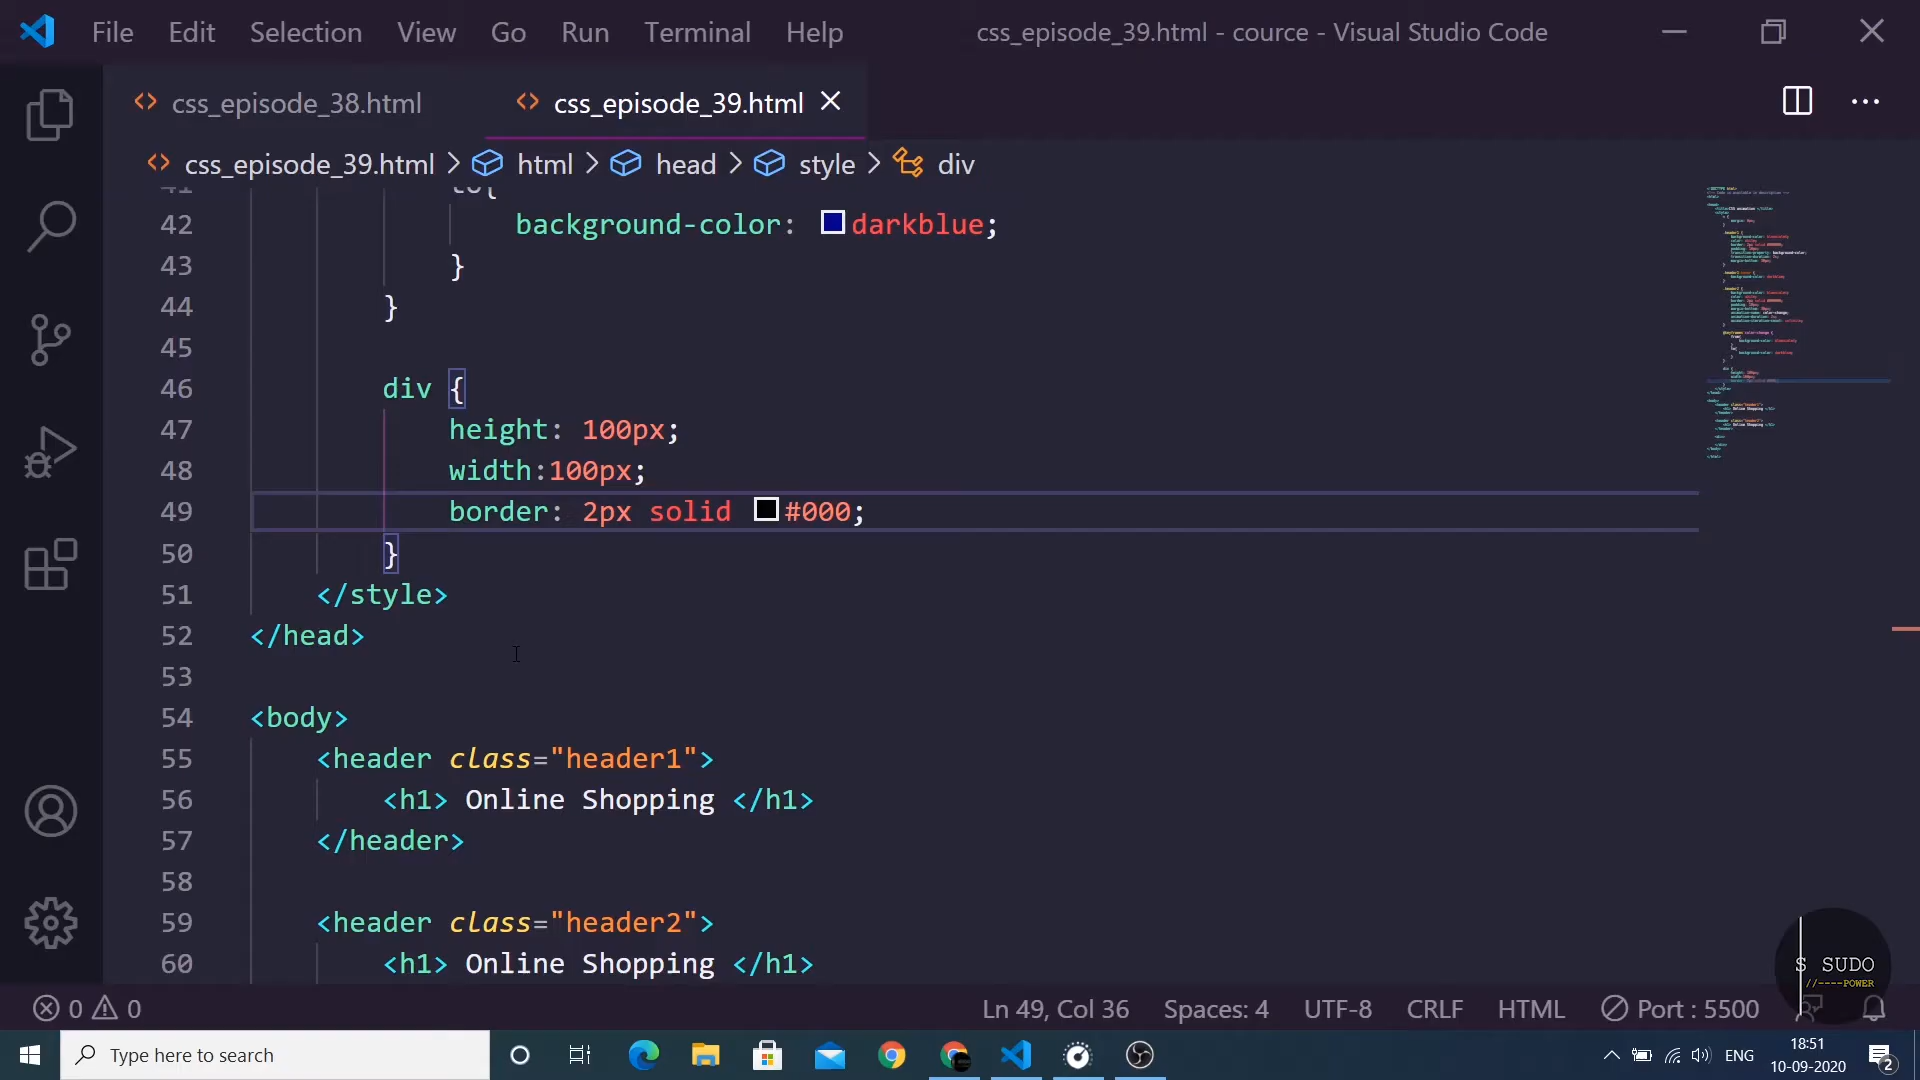 File Edit Selection View Go Run Terminal Help css_episode_39.html - cource - Visual Studio Code
css_episode_38.html css_episode_39.html
css_episode_39.html > html > head > style > div
41 to{
42 background-color: darkblue;
43 }
44 }
45
46 div {
47 height: 100px;
48 width:100px;
49 border: 2px solid #000;
50 }
51 </style>
52 </head>
53
54 <body>
55 <header class="header1">
56 <h1> Online Shopping </h1>
57 </header>
58
59 <header class="header2">
60 <h1> Online Shopping </h1>
S SUDO
//----POWER
0 0 Ln 49, Col 36 Spaces: 4 UTF-8 CRLF HTML Port : 5500
Type here to search
ENG
18:51
10-09-2020
2